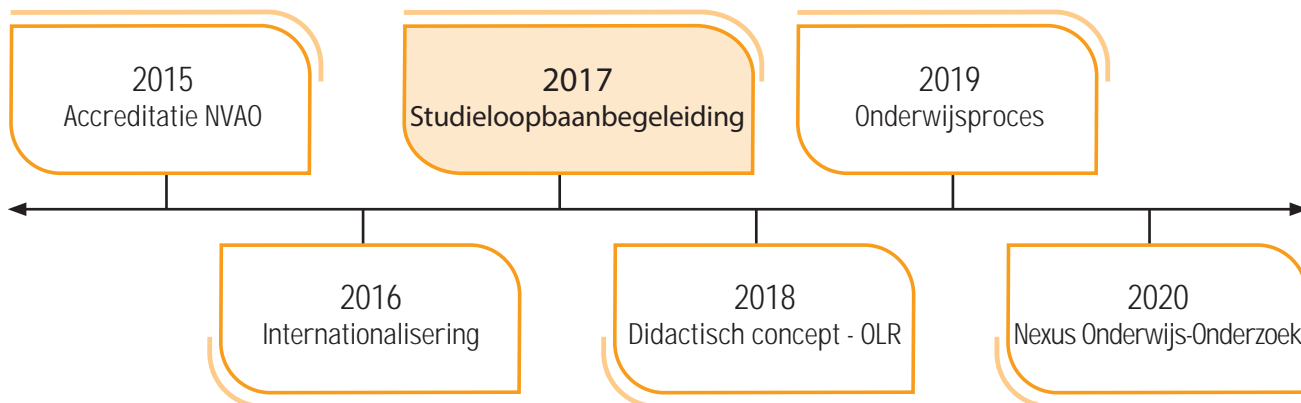 2015
Accreditatie NVAO
2016
Internationalisering
2017
Studieloopbaanbegeleiding
2018
Didactisch concept - OLR
2019
Onderwijsproces
2020
Nexus Onderwijs-Onderzoek